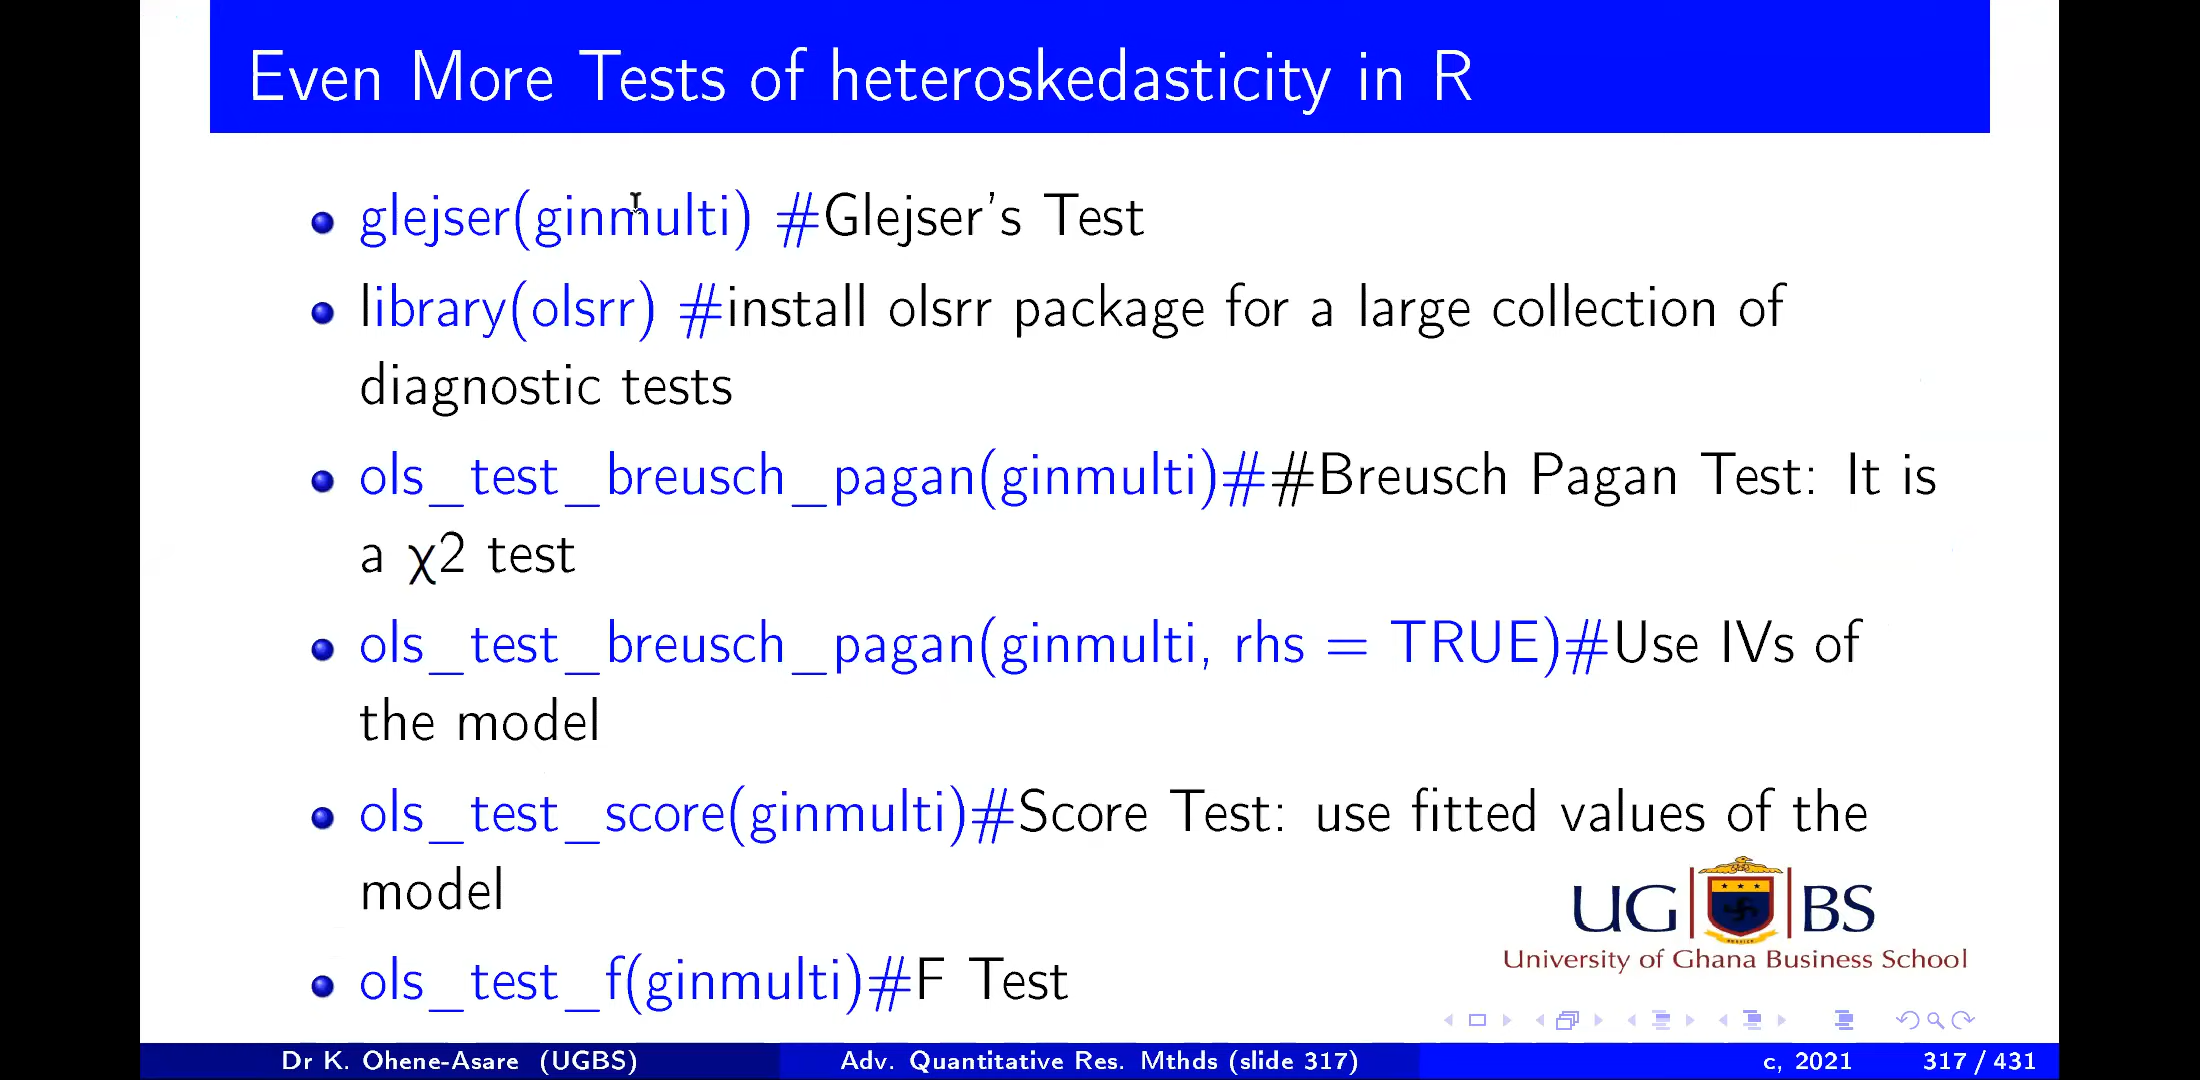 Even More Tests of heteroskedasticity in R
glejser(ginmulti) #Glejser's Test
library(olsrr) #install olsrr package for a large collection of
diagnostic tests
ols_test_breusch_pagan(ginmulti)##Breusch Pagan Test: It is
a χ2 test
ols_test_breusch_pagan(ginmulti, rhs = TRUE)#Use IVs of
the model
ols_test_score(ginmulti)#Score Test: use fitted values of the
model
ols_test_f(ginmulti)#F Test
UG BS
University of Ghana Business School
Dr K. Ohene-Asare (UGBS) Adv. Quantitative Res. Mthds (slide 317) c, 2021 317 / 431